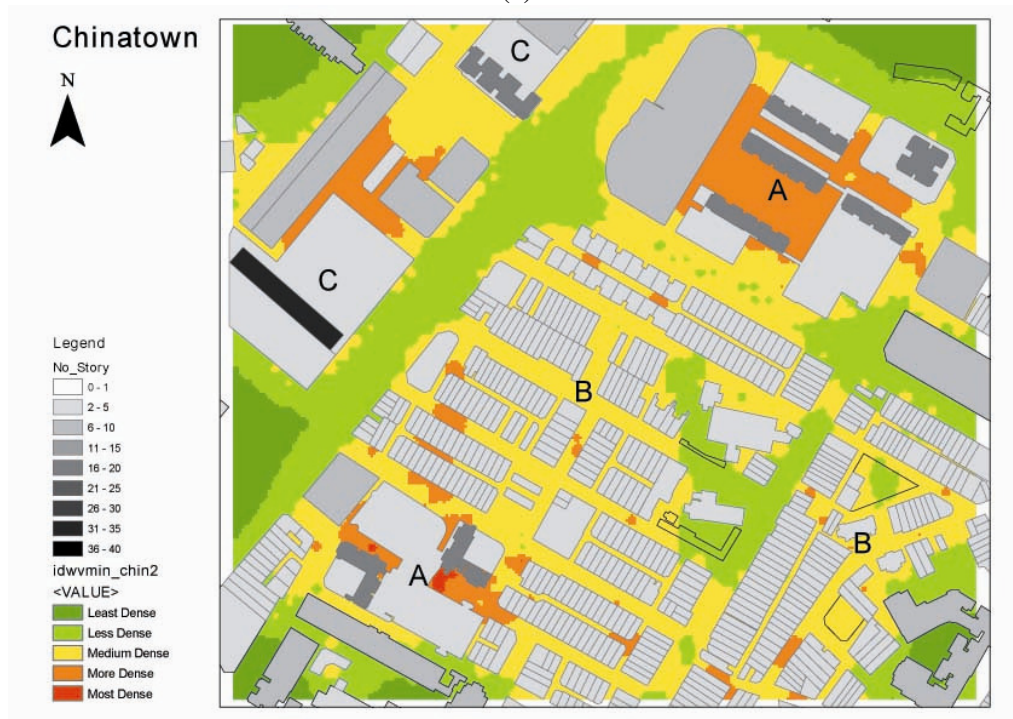 Chinatown
N
C
A
C
B
B
A
Legend
No_Story
0 - 1
2 - 5
6 - 10
11 - 15
16 - 20
21 - 25
26 - 30
31 - 35
36 - 40
idwvmin_chin2
<VALUE>
Least Dense
Less Dense
Medium Dense
More Dense
Most Dense